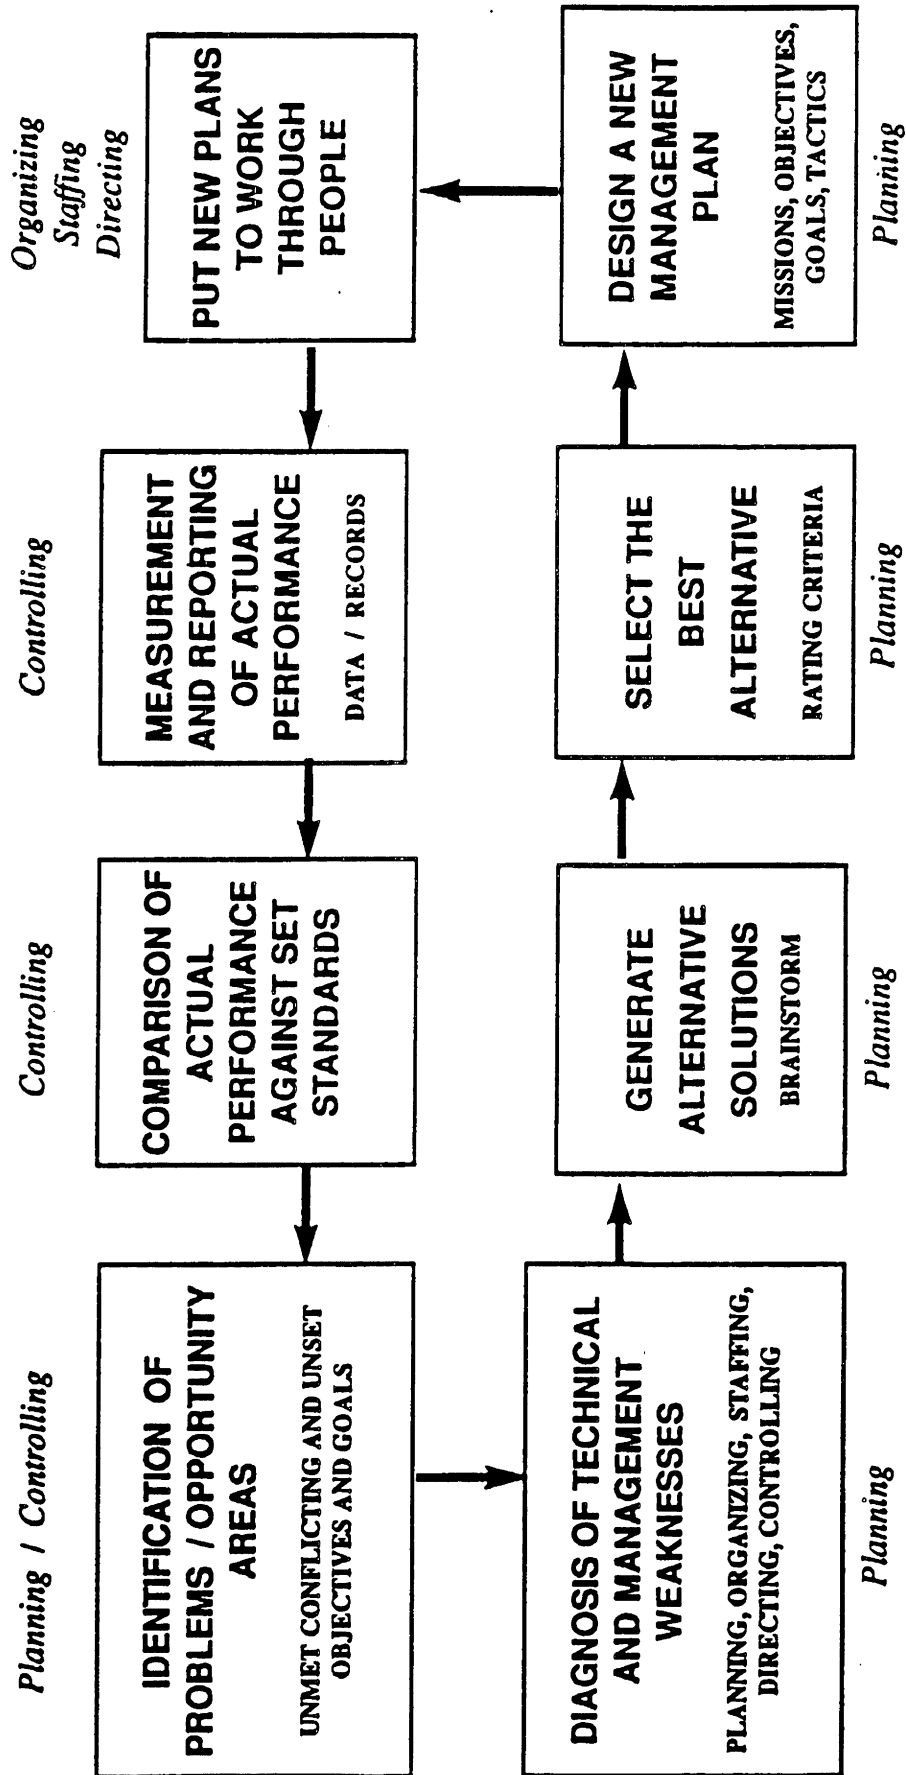 Planning / Controlling
IDENTIFICATION OF
PROBLEMS / OPPORTUNITY
AREAS
UNMET CONFLICTING AND UNSET
OBJECTIVES AND GOALS
Controlling
COMPARISON OF
ACTUAL
PERFORMANCE
AGAINST SET
STANDARDS
Controlling
MEASUREMENT
AND REPORTING
OF ACTUAL
PERFORMANCE
DATA / RECORDS
Organizing
Staffing
Directing
PUT NEW PLANS
TO WORK
THROUGH
PEOPLE
DIAGNOSIS OF TECHNICAL
AND MANAGEMENT
WEAKNESSES
PLANNING, ORGANIZING, STAFFING,
DIRECTING, CONTROLLING
Planning
GENERATE
ALTERNATIVE
SOLUTIONS
BRAINSTORM
Planning
SELECT THE
BEST
ALTERNATIVE
RATING CRITERIA
Planning
DESIGN A NEW
MANAGEMENT
PLAN
MISSIONS, OBJECTIVES,
GOALS, TACTICS
Planning